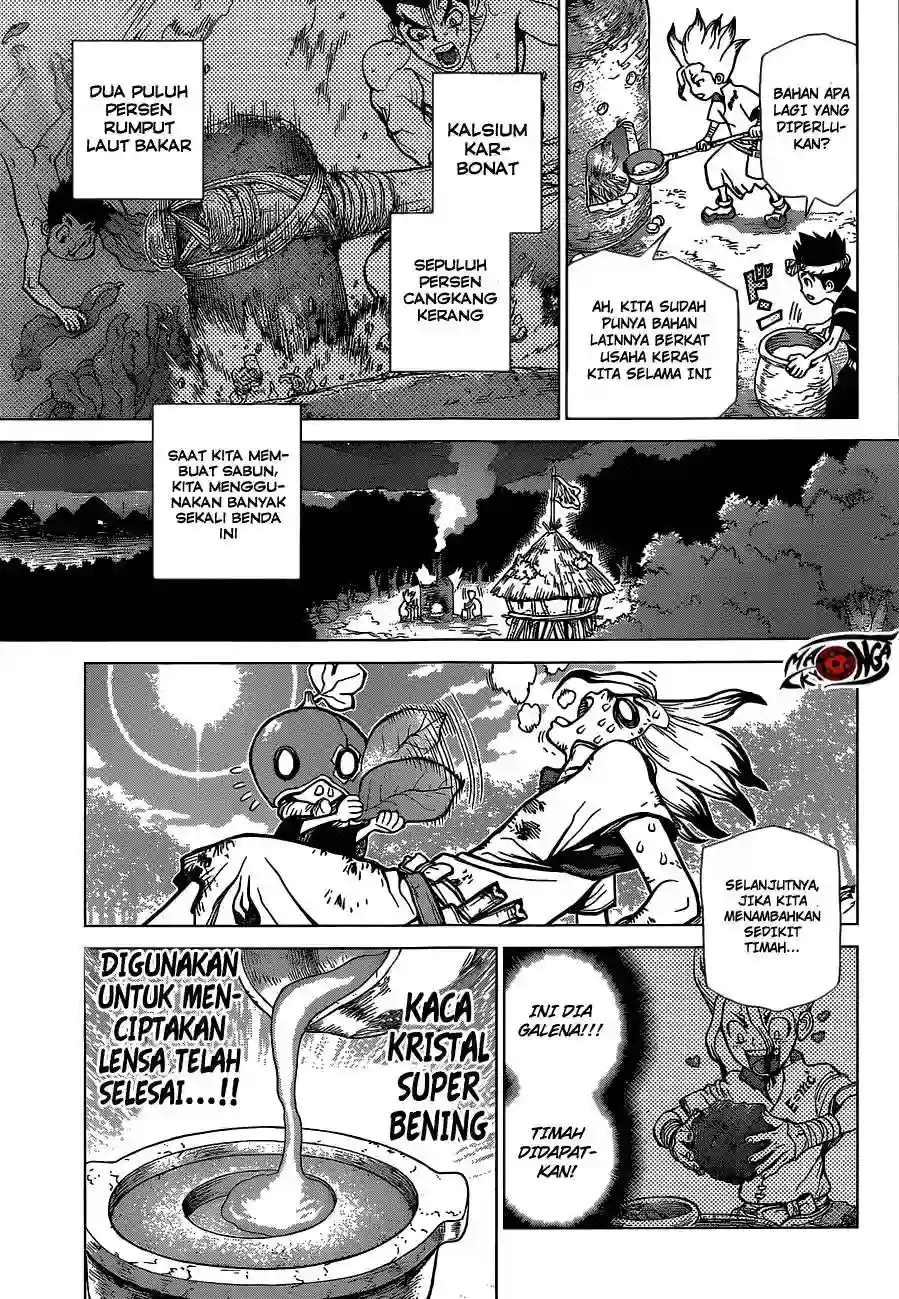 BAHAN APA
LAGI YANG
DIPERLU-
KAN?
AH, KITA SUDAH
PUNYA BAHAN
LAINNYA BERKAT
USAHA KERAS
KITA SELAMA INI
KALSIUM
KAR-
BONAT
SEPULUH
PERSEN
CANGKANG
KERANG
DUA PULUH
PERSEN
RUMPUT
LAUT BAKAR
SAAT KITA MEM-
BUAT SABUN,
KITA MENGGU-
NAKAN BANYAK
SEKALI BENDA
INI
SELANJUTNYA,
JIKA KITA
MENAMBAHKAN
SEDIKIT
TIMAH...
INI DIA
GALENA!!!
TIMAH
DIDAPAT-
KAN!
E=mc²
KACA
KRISTAL
SUPER
BENING
DIGUNAKAN
UNTUK MEN-
CIPTAKAN
LENSA TELAH
SELESAI...!!